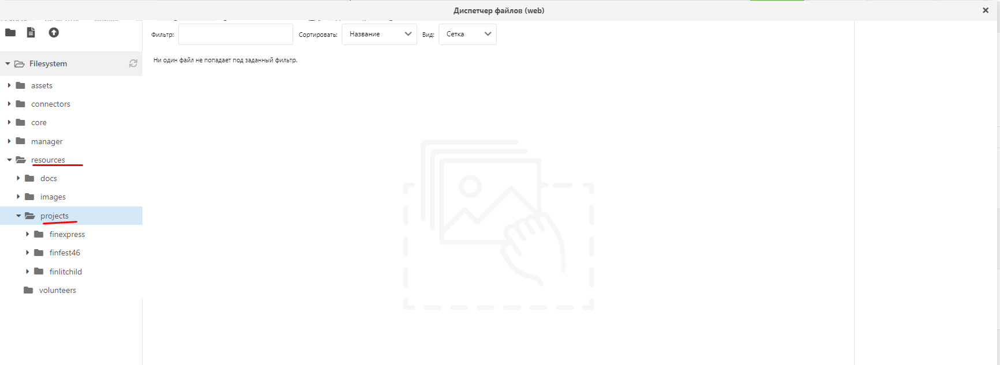 Диспетчер файлов (web)
Фильтр: Сортировать: Название Вид: Сетка
Ни один файл не попадает под заданный фильтр.
Filesystem
assets
connectors
core
manager
resources
docs
images
projects
finexpress
finfest46
finlitchild
volunteers